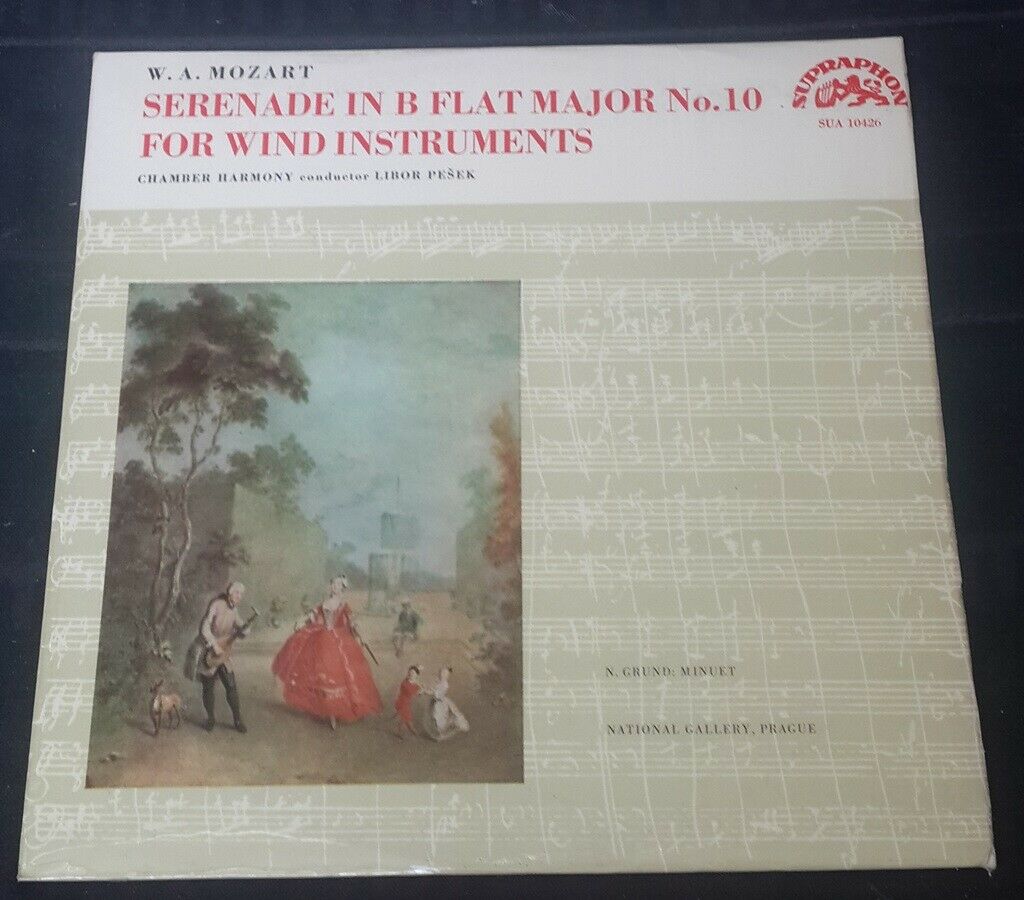 W. A. MOZART
SERENADE IN B FLAT MAJOR No.10
FOR WIND INSTRUMENTS
CHAMBER HARMONY conductor LIBOR PEŠEK
SUPRAPHON
SUA 10426
N. GRUND: MINUET
NATIONAL GALLERY, PRAGUE